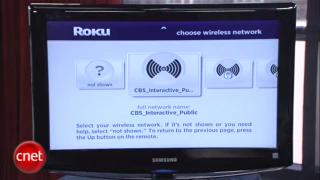 Roku
choose wireless network
?
not shown
CBS_Interactive_Pu...
full network name:
CBS_Interactive_Public
Select your wireless network. If it's not shown or you need
help, select "not shown." To return to the previous page, press
the Up button on the remote.
SAMSUNG
cnet